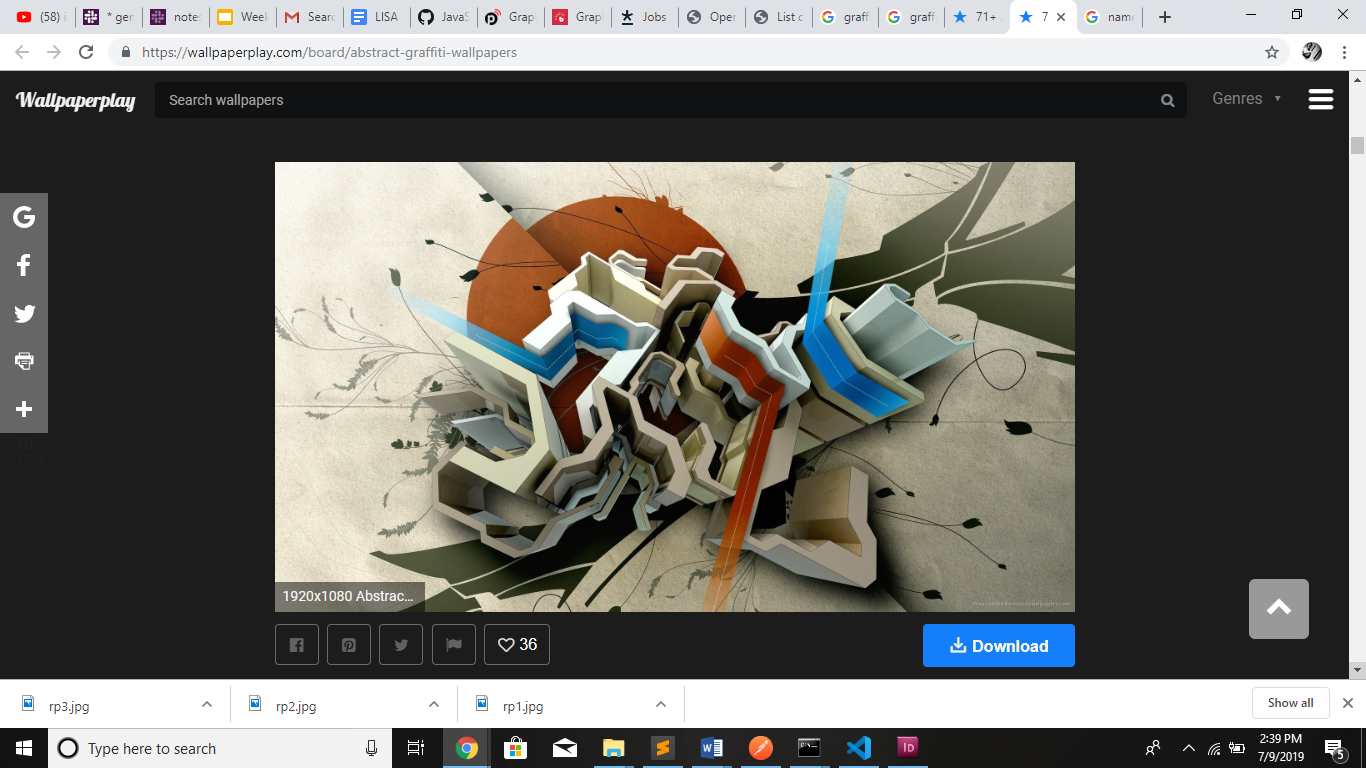 (58) i
* ger
notes
Week
Searc
LISA
JavaS
Grap
Grap
Jobs
Oper
List c
graff
graff
71+
7
name
https://wallpaperplay.com/board/abstract-graffiti-wallpapers
Wallpaperplay
Search wallpapers
Genres
1920x1080 Abstrac...
36
Download
rp3.jpg
rp2.jpg
rp1.jpg
Show all
Type here to search
2:39 PM
7/9/2019
5